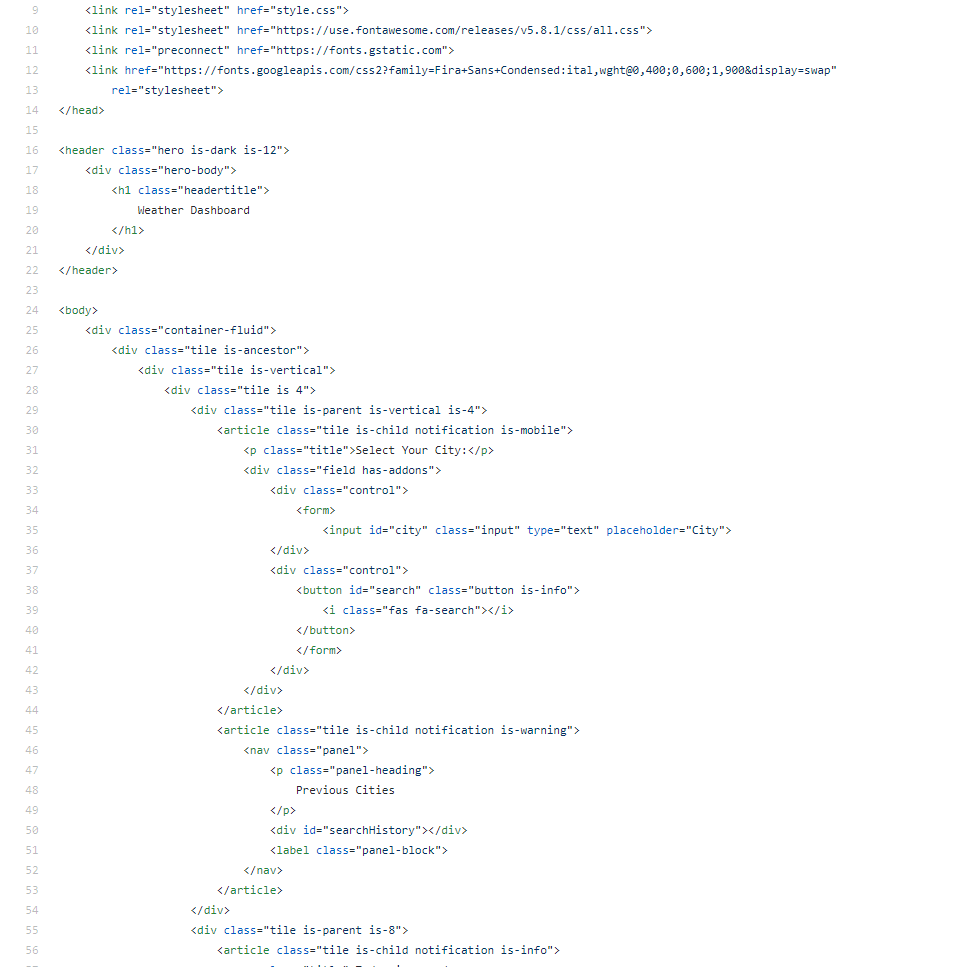 9 <link rel="stylesheet" href="style.css">
10 <link rel="stylesheet" href="https://use.fontawesome.com/releases/v5.8.1/css/all.css">
11 <link rel="preconnect" href="https://fonts.gstatic.com">
12 <link href="https://fonts.googleapis.com/css2?family=Fira+Sans+Condensed:ital,wght@0,400;0,600;1,900&display=swap"
13 rel="stylesheet">
14 </head>
15
16 <header class="hero is-dark is-12">
17 <div class="hero-body">
18 <h1 class="headertitle">
19 Weather Dashboard
20 </h1>
21 </div>
22 </header>
23
24 <body>
25 <div class="container-fluid">
26 <div class="tile is-ancestor">
27 <div class="tile is-vertical">
28 <div class="tile is 4">
29 <div class="tile is-parent is-vertical is-4">
30 <article class="tile is-child notification is-mobile">
31 <p class="title">Select Your City:</p>
32 <div class="field has-addons">
33 <div class="control">
34 <form>
35 <input id="city" class="input" type="text" placeholder="City">
36 </div>
37 <div class="control">
38 <button id="search" class="button is-info">
39 <i class="fas fa-search"></i>
40 </button>
41 </form>
42 </div>
43 </div>
44 </article>
45 <article class="tile is-child notification is-warning">
46 <nav class="panel">
47 <p class="panel-heading">
48 Previous Cities
49 </p>
50 <div id="searchHistory"></div>
51 <label class="panel-block">
52 </nav>
53 </article>
54 </div>
55 <div class="tile is-parent is-8">
56 <article class="tile is-child notification is-info">